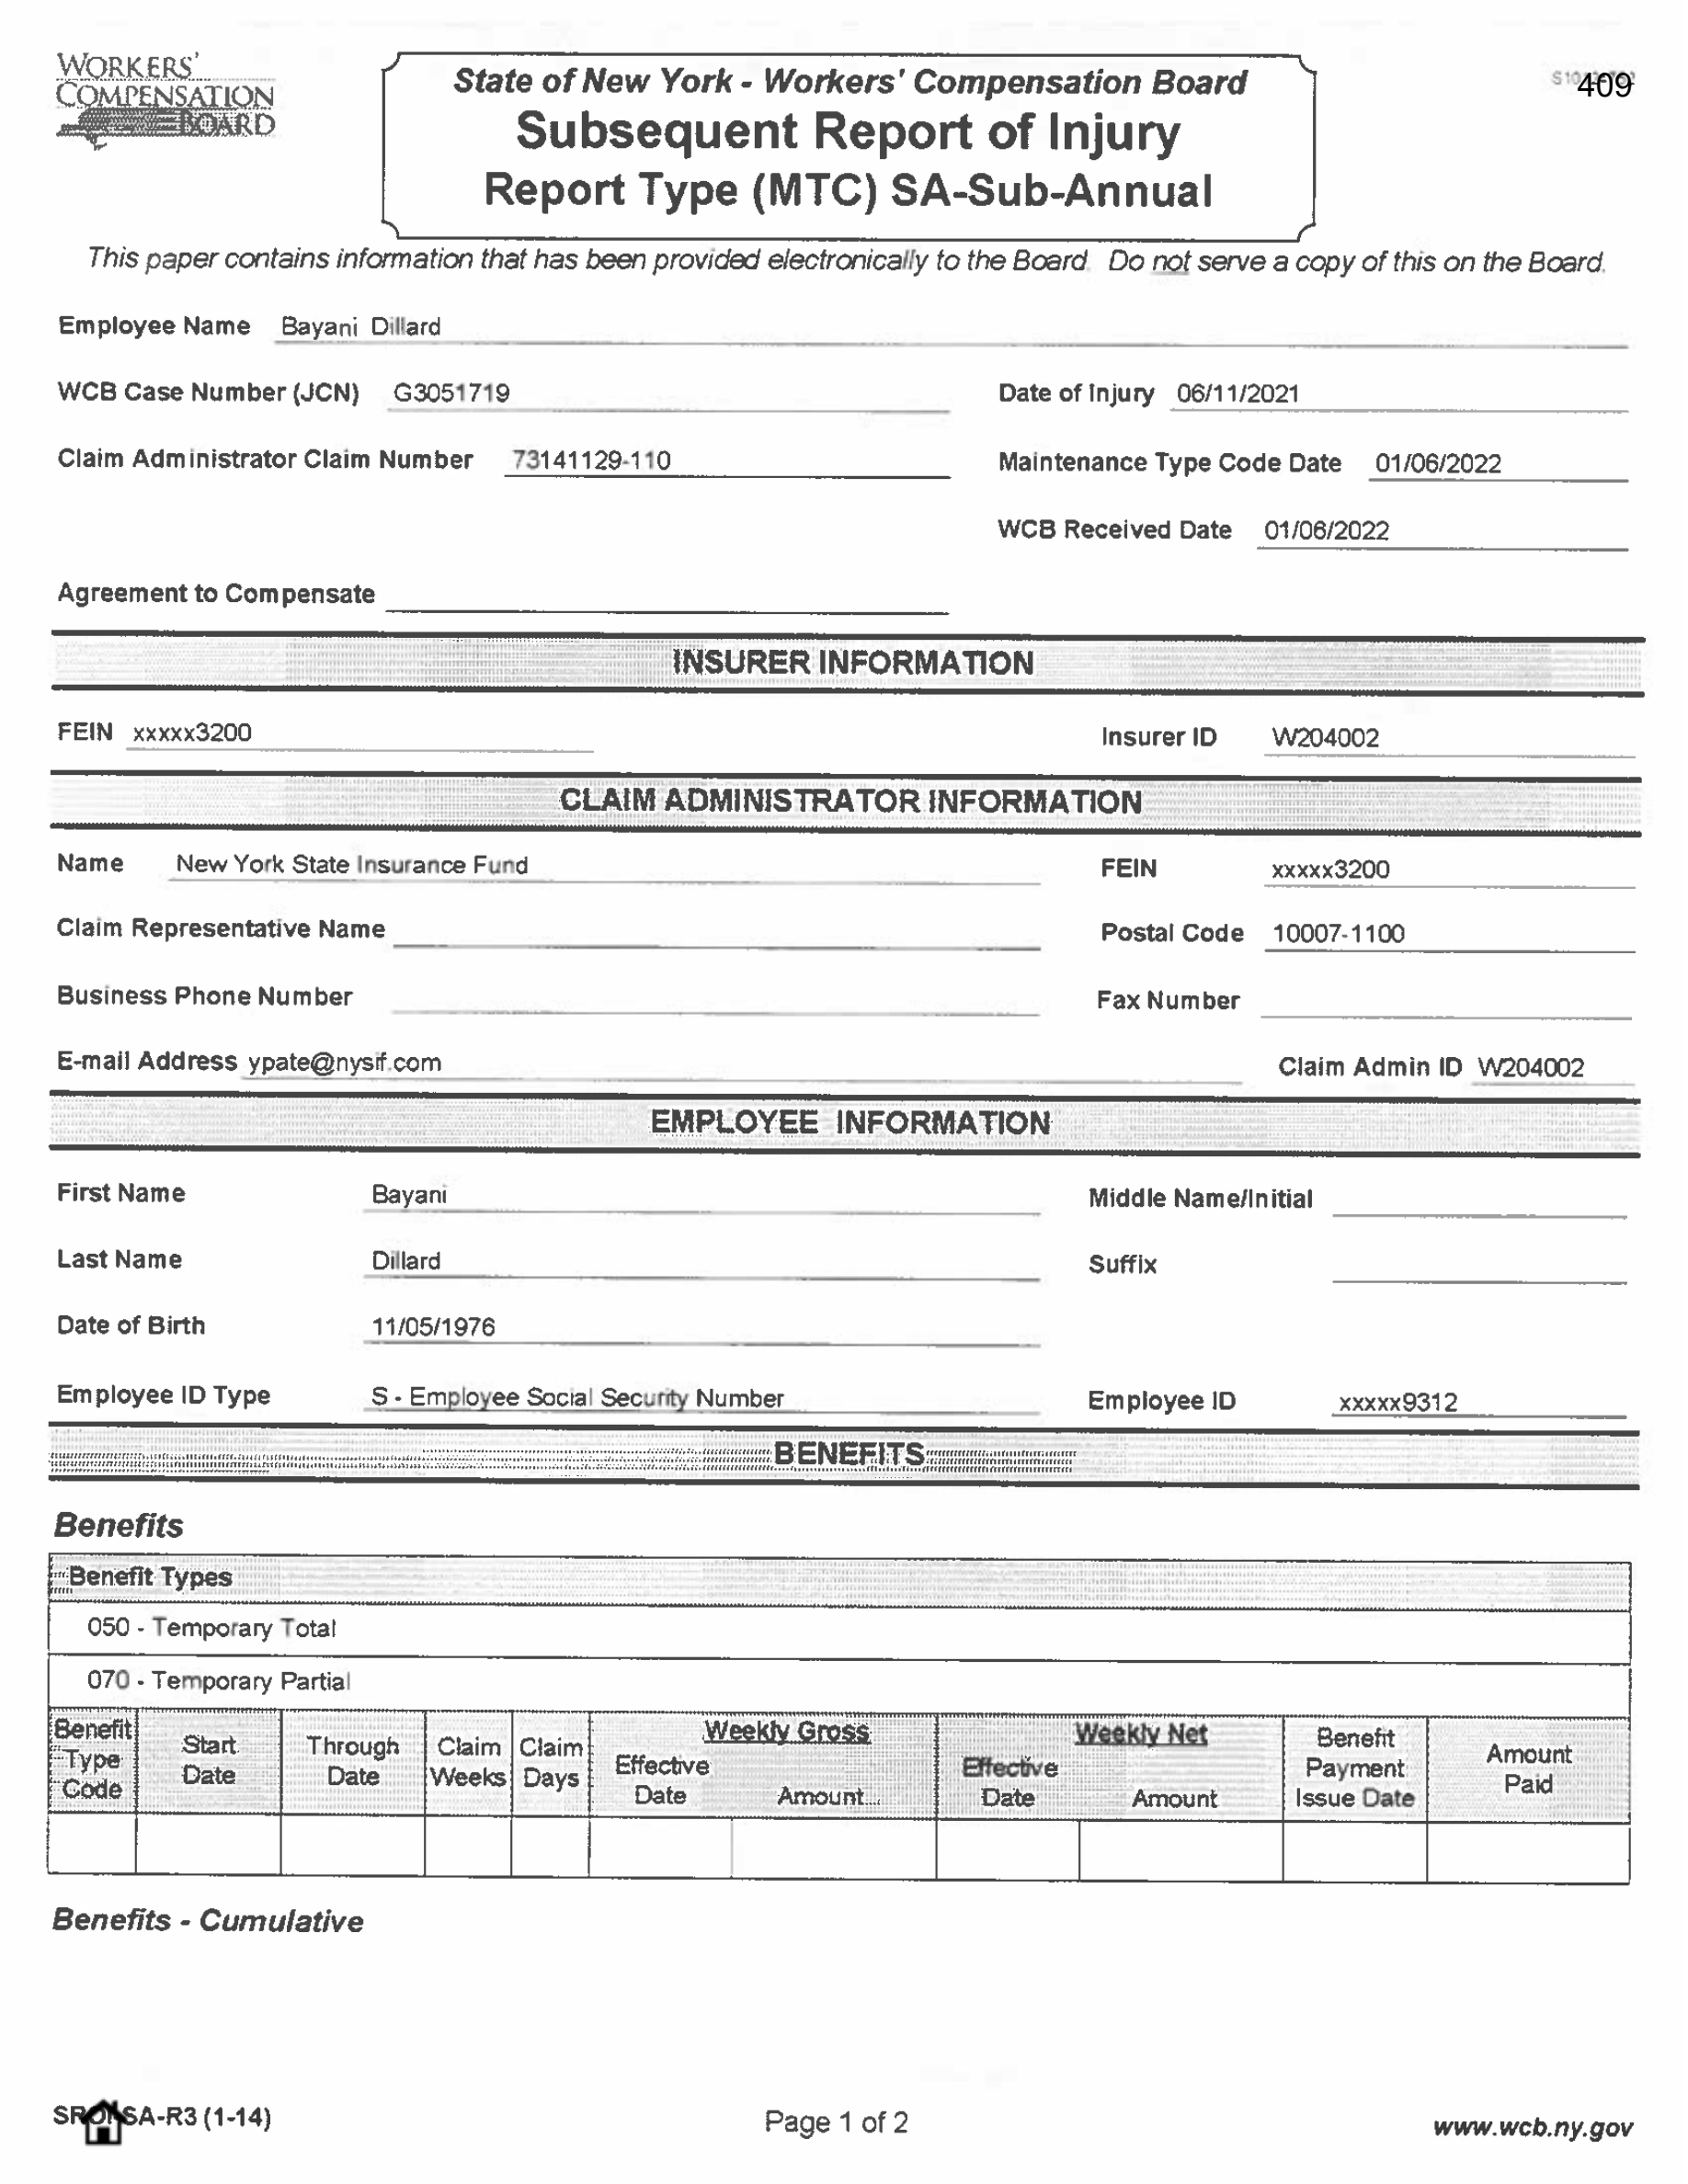 WORKERS'
COMPENSATION
BOARD
State of New York - Workers' Compensation Board
409
Subsequent Report of Injury
Report Type (MTC) SA-Sub-Annual
This paper contains information that has been provided electronically to the Board. Do not serve a copy of this on the Board.
Employee Name Bayani Dillard
WCB Case Number (JCN) G3051719 Date of Injury 06/11/2021
Claim Administrator Claim Number 73141129-110 Maintenance Type Code Date 01/06/2022
WCB Received Date 01/06/2022
Agreement to Compensate
INSURER INFORMATION
FEIN xxxxx3200 Insurer ID W204002
CLAIM ADMINISTRATOR INFORMATION
Name New York State Insurance Fund FEIN xxxxx3200
Claim Representative Name Postal Code 10007-1100
Business Phone Number Fax Number
E-mail Address ypate@nysif.com Claim Admin ID W204002
EMPLOYEE INFORMATION
First Name Bayani Middle Name/Initial
Last Name Dillard Suffix
Date of Birth 11/05/1976
Employee ID Type S - Employee Social Security Number Employee ID xxxxx9312
BENEFITS
Benefits
Benefit Types
050 - Temporary Total
070 - Temporary Partial
Benefit Type Code
Start Date
Through Date
Claim Weeks
Claim Days
Weekly Gross
Effective Date
Amount
Weekly Net
Effective Date
Amount
Benefit Payment Issue Date
Amount Paid
Benefits - Cumulative
SA-R3 (1-14) Page 1 of 2 www.wcb.ny.gov